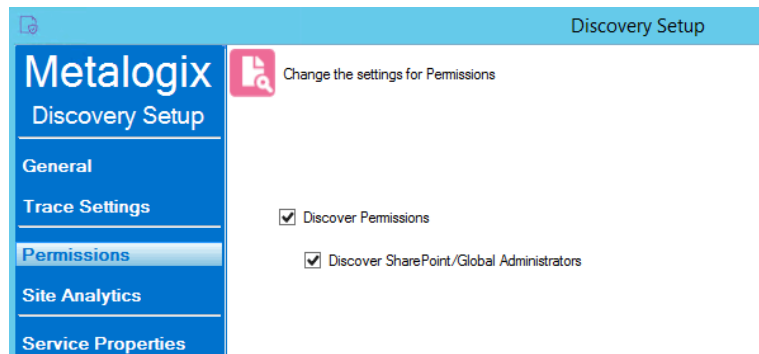 Discovery Setup
Metalogix
Discovery Setup
General
Trace Settings
Permissions
Site Analytics
Service Properties
Change the settings for Permissions
Discover Permissions
Discover SharePoint/Global Administrators